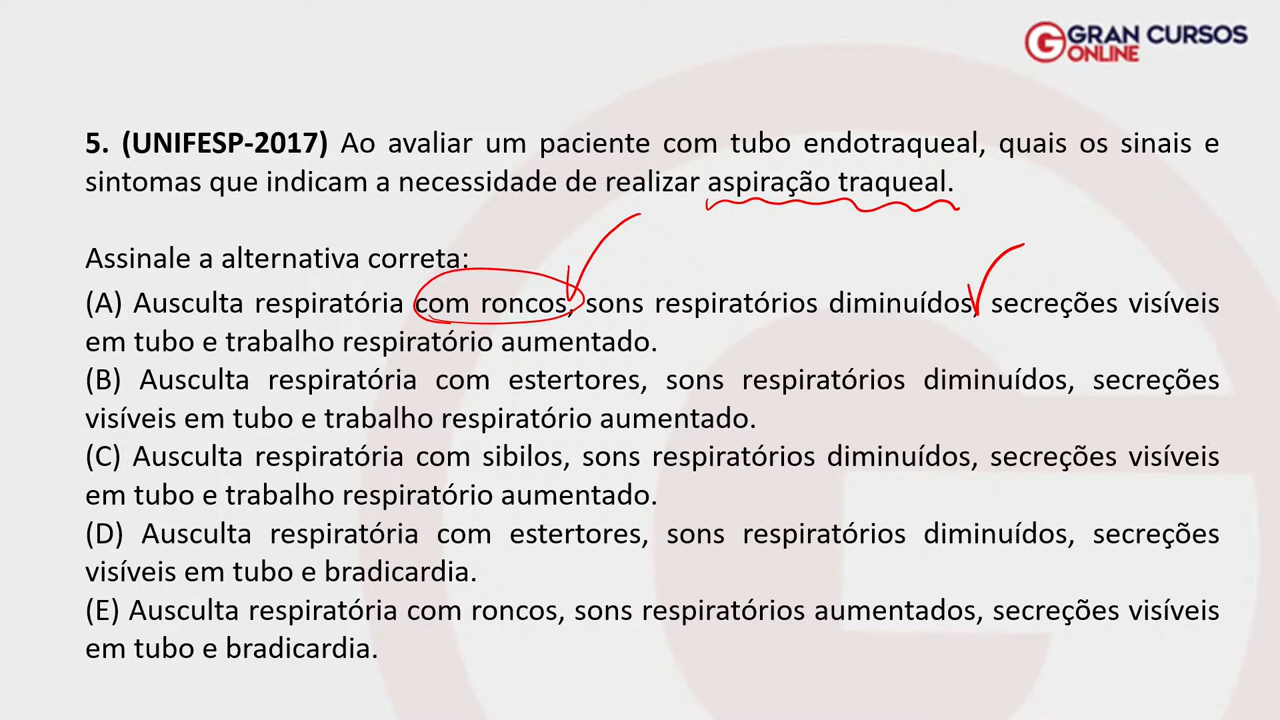 GRAN CURSOS
ONLINE
5. (UNIFESP-2017) Ao avaliar um paciente com tubo endotraqueal, quais os sinais e
sintomas que indicam a necessidade de realizar aspiração traqueal.
Assinale a alternativa correta:
(A) Ausculta respiratória com roncos, sons respiratórios diminuídos, secreções visíveis
em tubo e trabalho respiratório aumentado.
(B) Ausculta respiratória com estertores, sons respiratórios diminuídos, secreções
visíveis em tubo e trabalho respiratório aumentado.
(C) Ausculta respiratória com sibilos, sons respiratórios diminuídos, secreções visíveis
em tubo e trabalho respiratório aumentado.
(D) Ausculta respiratória com estertores, sons respiratórios diminuídos, secreções
visíveis em tubo e bradicardia.
(E) Ausculta respiratória com roncos, sons respiratórios aumentados, secreções visíveis
em tubo e bradicardia.